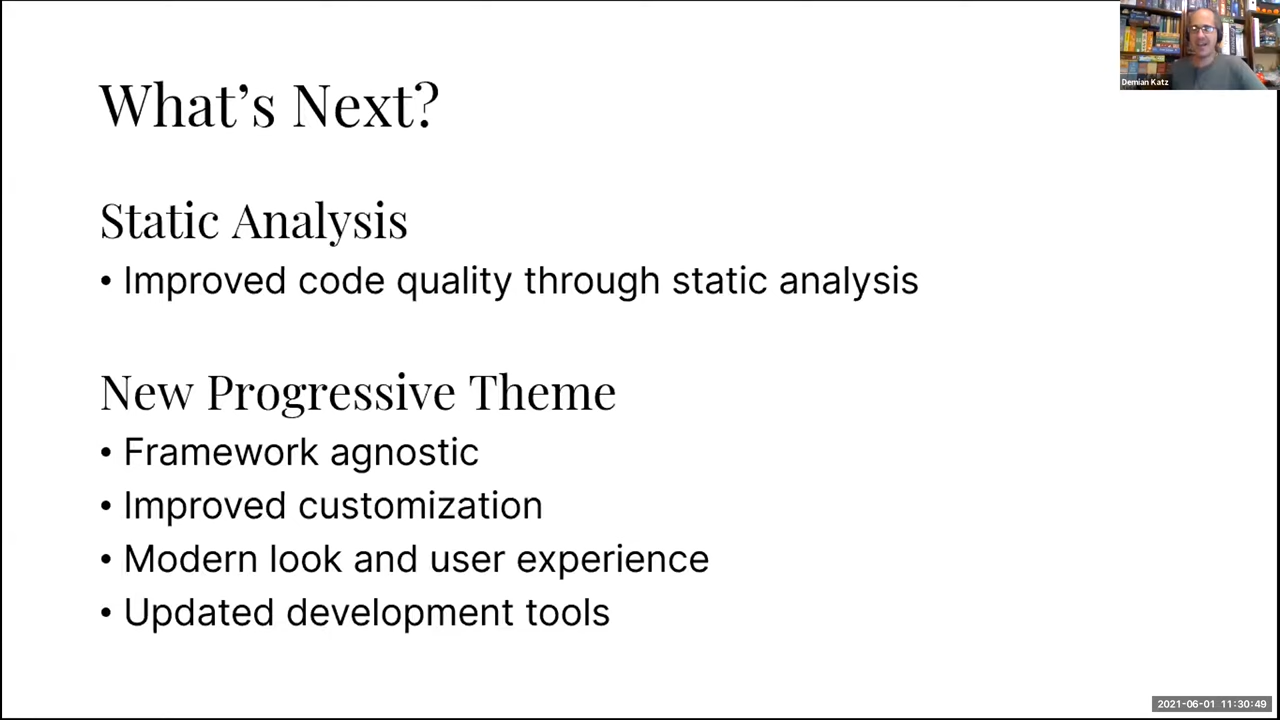 What's Next?
Static Analysis
• Improved code quality through static analysis
New Progressive Theme
• Framework agnostic
• Improved customization
• Modern look and user experience
• Updated development tools
Demian Katz
2021-06-01 11:30:49